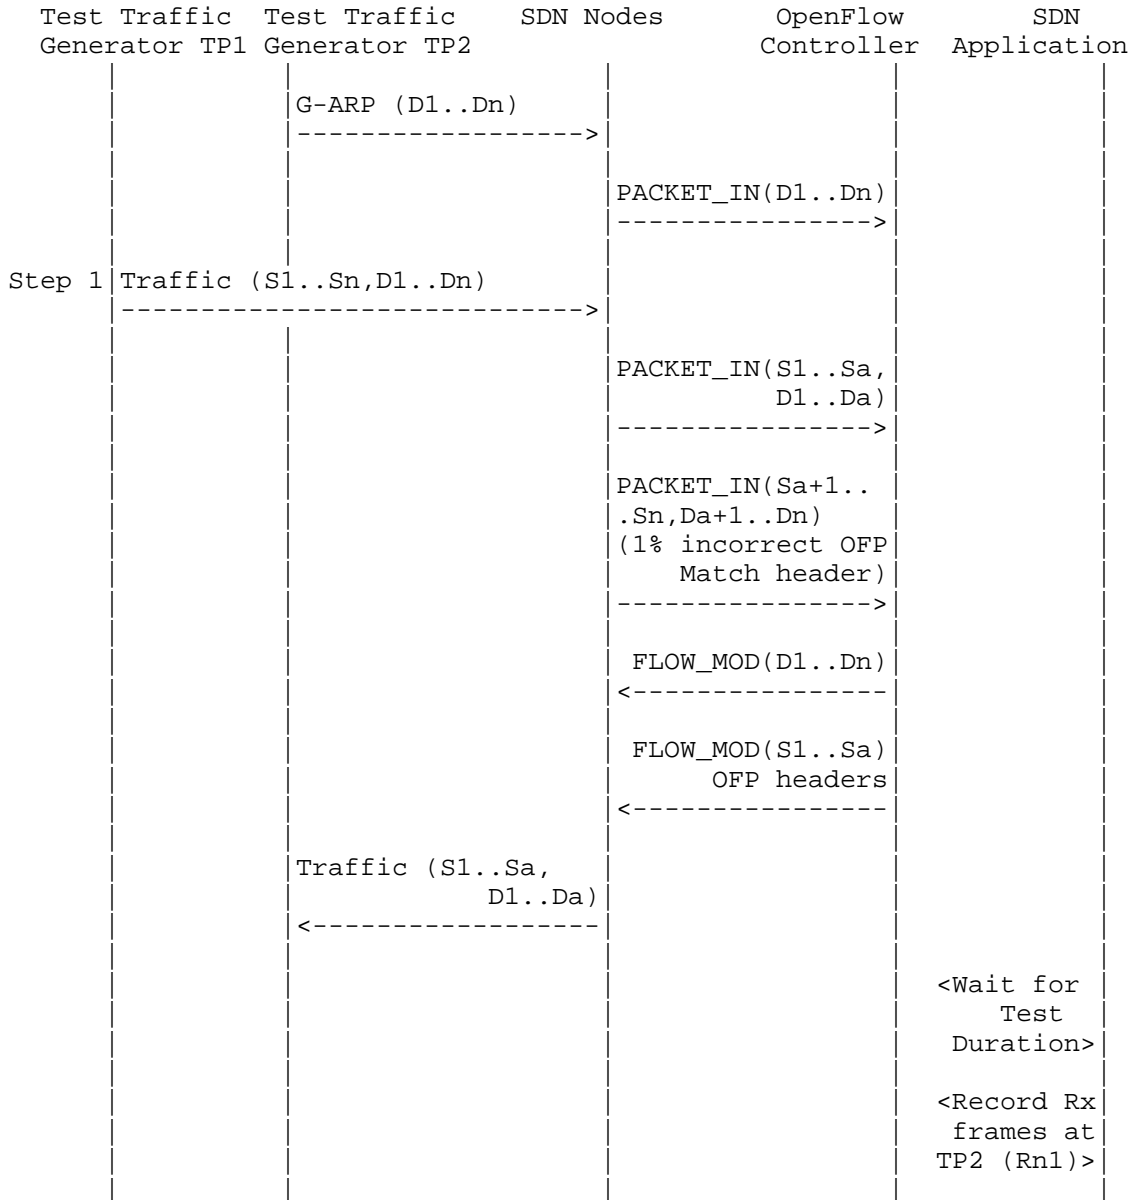 Test Traffic  Test Traffic    SDN Nodes       OpenFlow        SDN
Generator TP1 Generator TP2                  Controller  Application
G-ARP (D1..Dn)
------------------>
PACKET_IN(D1..Dn)
---------------->
Step 1 Traffic (S1..Sn,D1..Dn)
----------------------------->
PACKET_IN(S1..Sa,
D1..Da)
---------------->
PACKET_IN(Sa+1..
.Sn,Da+1..Dn)
(1% incorrect OFP
Match header)
---------------->
FLOW_MOD(D1..Dn)
<----------------
FLOW_MOD(S1..Sa)
OFP headers
<----------------
Traffic (S1..Sa,
D1..Da)
<------------------
<Wait for
Test
Duration>
<Record Rx
frames at
TP2 (Rn1)>